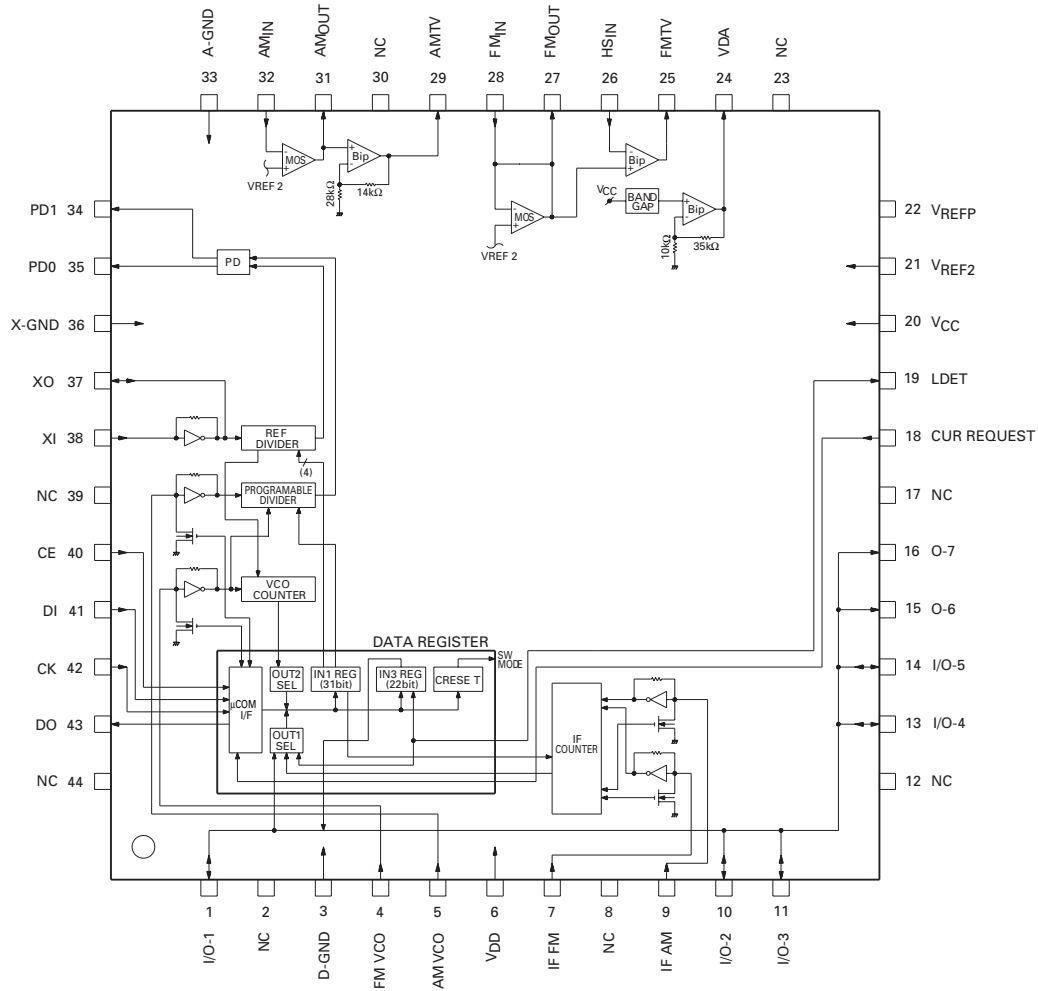 A-GND
AMIN
AMOUT
NC
AMTV
FMIN
FMOUT
HSIN
FMTV
VDA
NC
33
32
31
30
29
28
27
26
25
24
23
-
+
MOS
VREF 2
+
-
Bip
28kΩ
14kΩ
-
+
MOS
VREF 2
-
+
Bip
VCC
BAND
GAP
+
-
Bip
10kΩ
35kΩ
PD1 34
PD0 35
X-GND 36
XO 37
XI 38
NC 39
CE 40
DI 41
CK 42
DO 43
NC 44
22 VREFP
21 VREF2
20 VCC
19 LDET
18 CUR REQUEST
17 NC
16 O-7
15 O-6
14 I/O-5
13 I/O-4
12 NC
PD
REF
DIVIDER
(4)
PROGRAMABLE
DIVIDER
VCO
COUNTER
DATA REGISTER
SW
MODE
µCOM
I/F
OUT2
SEL
IN1 REG
(31bit)
IN3 REG
(22bit)
CRESE T
OUT1
SEL
IF
COUNTER
1
2
3
4
5
6
7
8
9
10
11
I/O-1
NC
D-GND
FM VCO
AM VCO
VDD
IF FM
NC
IF AM
I/O-2
I/O-3